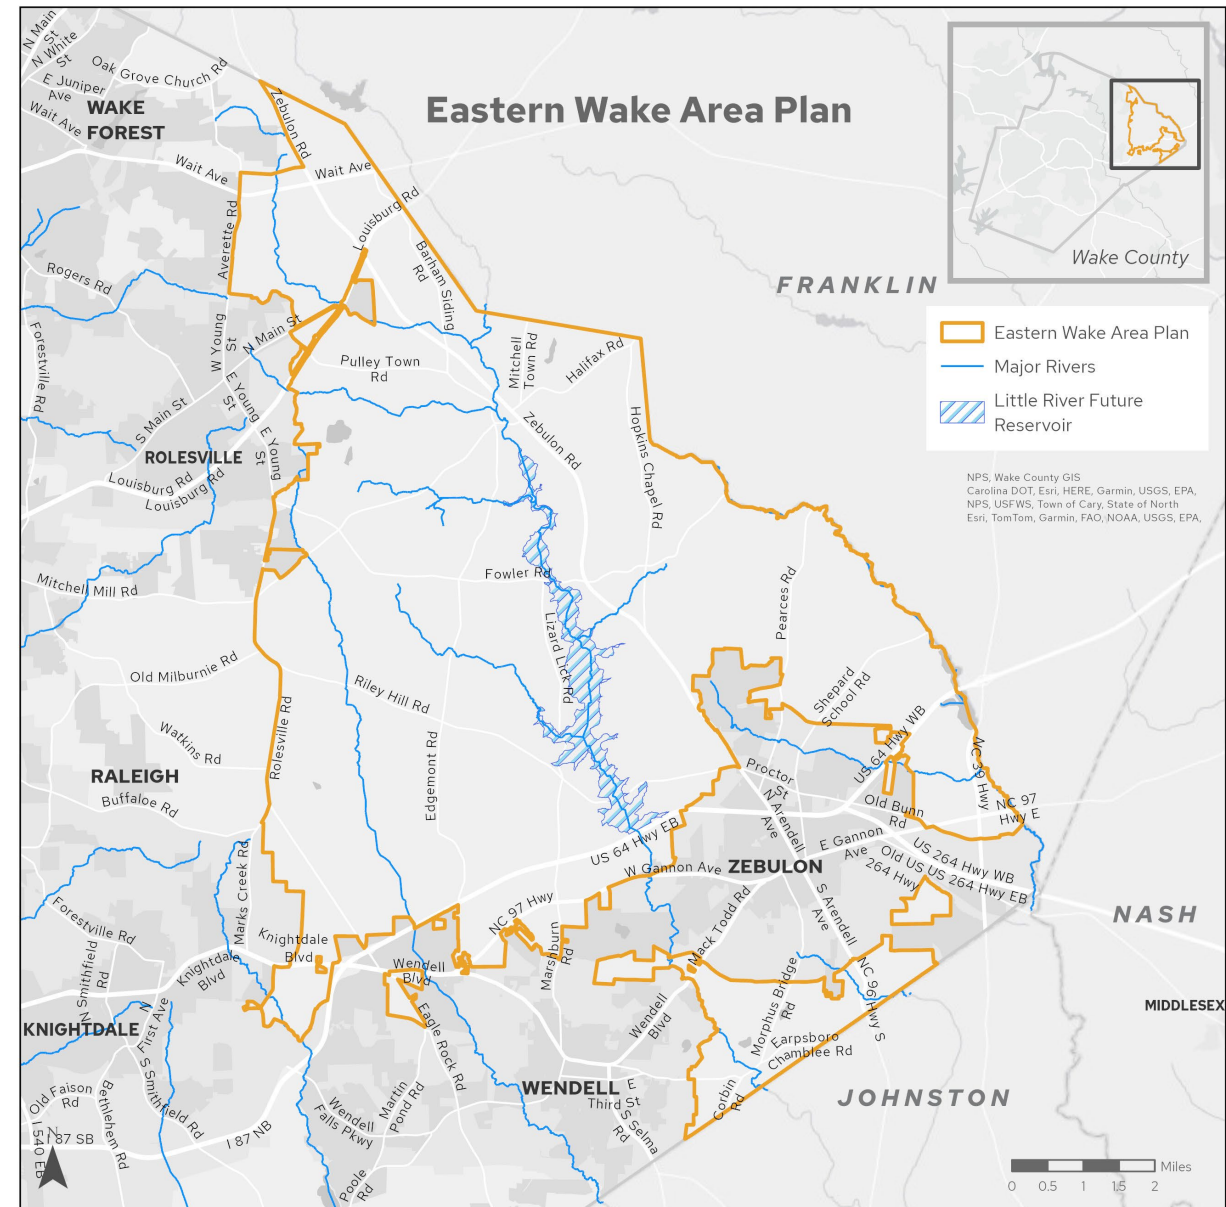 Eastern Wake Area Plan
Wake County
Eastern Wake Area Plan
Major Rivers
Little River Future
Reservoir
NPS, Wake County GIS
Carolina DOT, Esri, HERE, Garmin, USGS, EPA,
NPS, USFWS, Town of Cary, State of North
Esri, TomTom, Garmin, FAO, NOAA, USGS, EPA,
N Main
St
N White
St
Oak Grove Church Rd
E Juniper
Ave
WAKE
FOREST
Wait Ave
Wait Ave
Wait Ave
Zebulon Rd
Averette Rd
Louisburg Rd
Barham Siding
Rd
FRANKLIN
Rogers Rd
Forestville Rd
W Young
St
N Main St
Pulley Town
Rd
Mitchell
Town Rd
Halifax Rd
E Young
St
S Main St
E Young
St
Zebulon Rd
Hopkins Chapel Rd
ROLESVILLE
Louisburg Rd
Louisburg Rd
Mitchell Mill Rd
Fowler Rd
Lizard Lick Rd
Pearces Rd
Old Milburnie Rd
Riley Hill Rd
Shepard
School Rd
Rolesville Rd
Watkins Rd
Edgemont Rd
US 64 Hwy WB
NC 39 Hwy
RALEIGH
Buffaloe Rd
Proctor
St
N Arendell
Ave
Old Bunn
Rd
NC 97
Hwy E
US 64 Hwy EB
E Gannon
Ave
US 264 Hwy WB
Old US
264 Hwy
US 264 Hwy EB
W Gannon Ave
ZEBULON
Marks Creek Rd
Mack Todd Rd
S Arendell
Ave
NASH
Forestville Rd
Knightdale
Blvd
NC 97 Hwy
Marshburn
Rd
N Smithfield
Rd
Knightdale
Blvd
Wendell
Blvd
NC 96 Hwy S
MIDDLESEX
KNIGHTDALE
N
First Ave
Eagle Rock Rd
Wendell
Blvd
Morphus Bridge
Rd
Earpsboro
Chamblee Rd
S Smithfield Rd
Old Faison
Rd
Bethlehem Rd
Martin
Pond Rd
WENDELL
E
Third St
Corbin
Rd
JOHNSTON
Wendell
Falls Pkwy
S Selma
Rd
I 87 NB
I 87 SB
I 540 EB
Poole
Rd
N
Miles
0 0.5 1 1.5 2